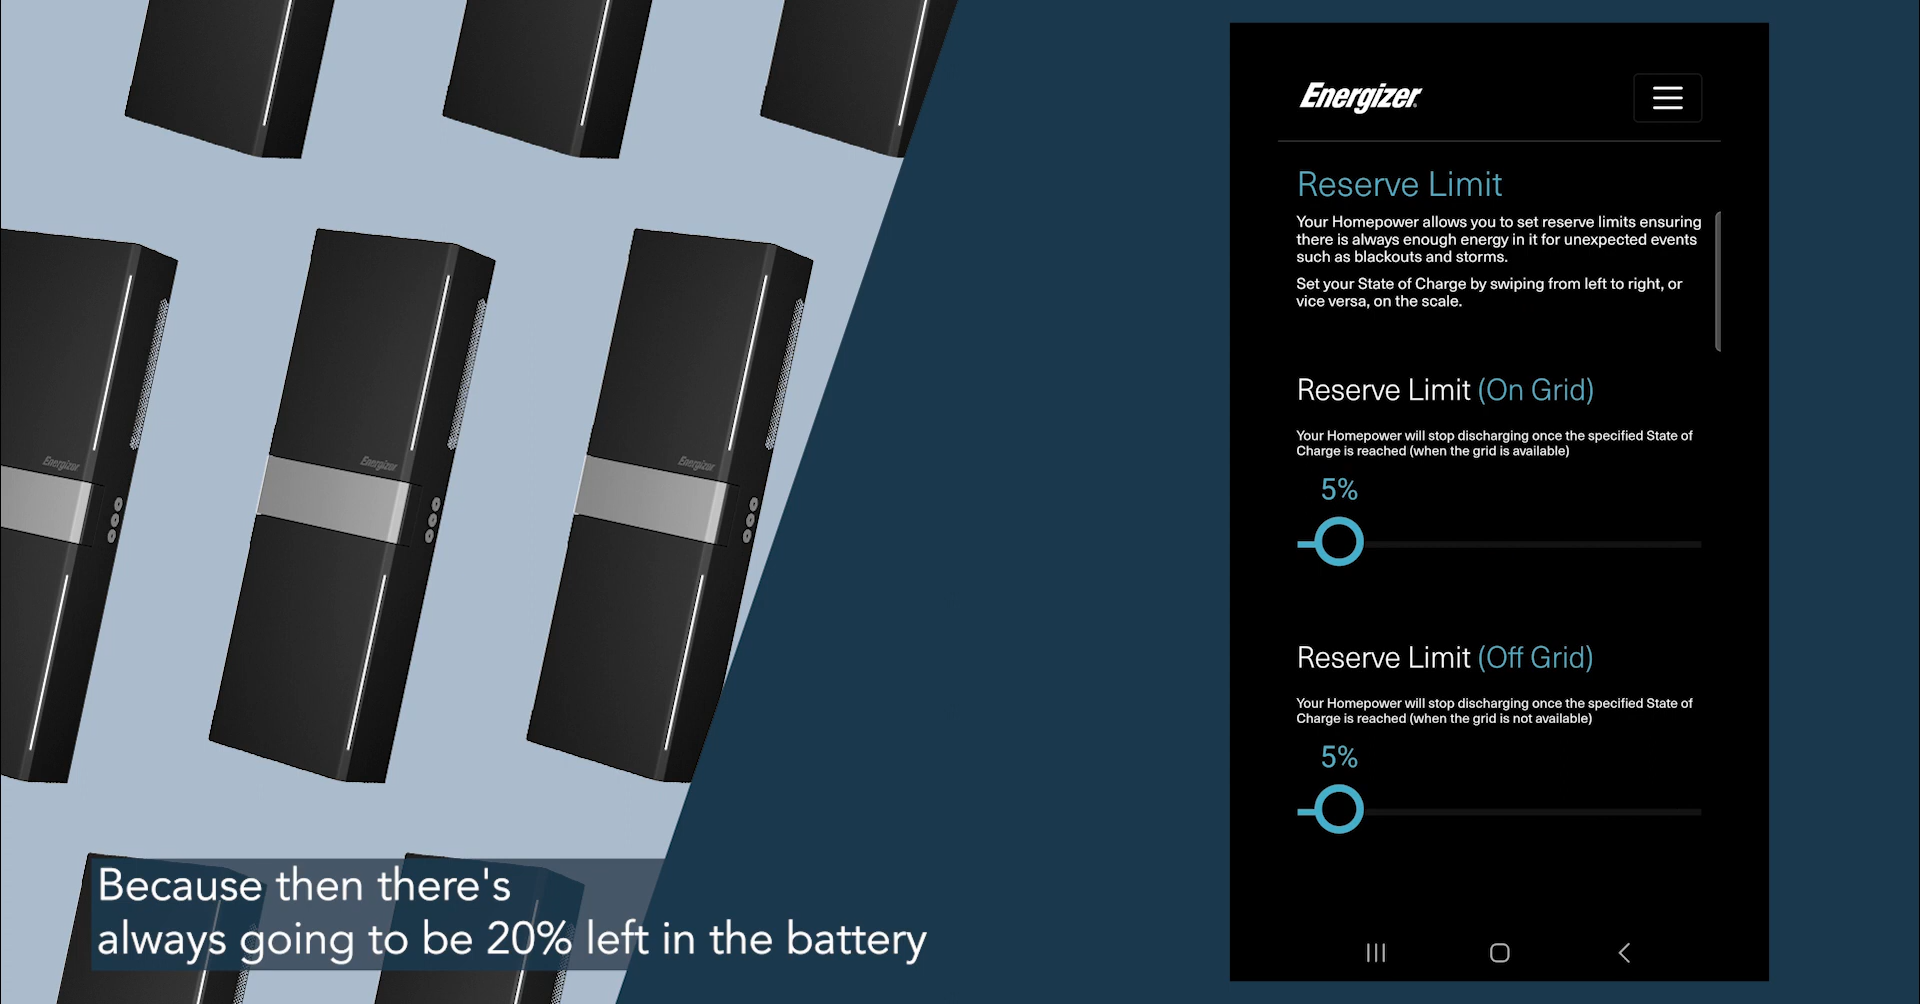 Energizer
Reserve Limit
Your Homepower allows you to set reserve limits ensuring
there is always enough energy in it for unexpected events
such as blackouts and storms.
Set your State of Charge by swiping from left to right, or
vice versa, on the scale.
Reserve Limit (On Grid)
Your Homepower will stop discharging once the specified State of
Charge is reached (when the grid is available)
5%
Reserve Limit (Off Grid)
Your Homepower will stop discharging once the specified State of
Charge is reached (when the grid is not available)
5%
Energizer
Energizer
Energizer
Because then there's
always going to be 20% left in the battery